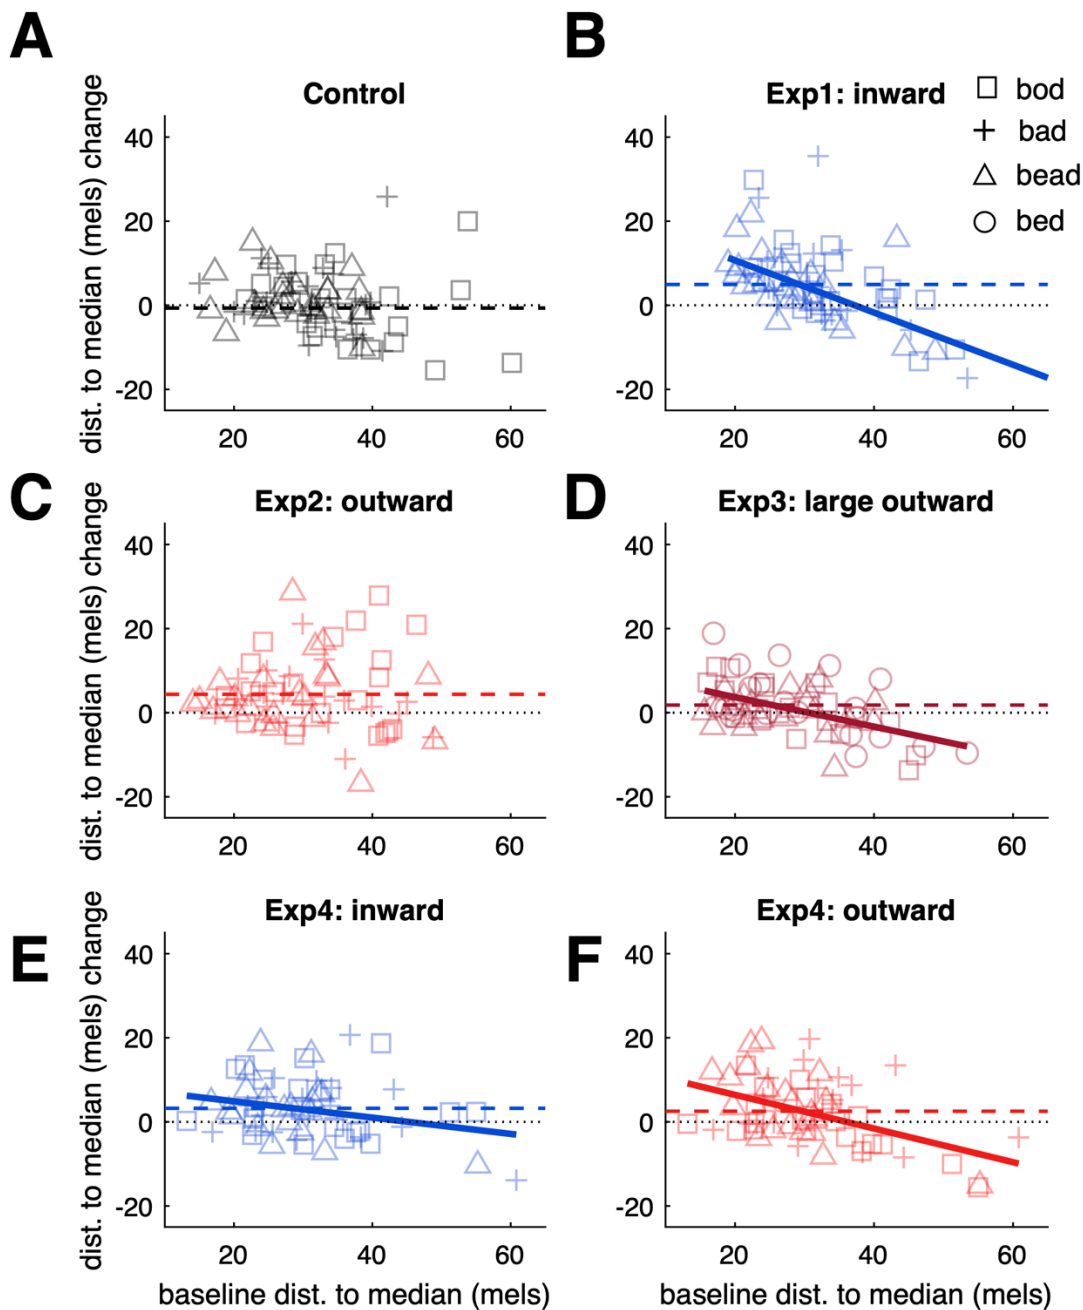 A
B
Control
Exp1: inward
bod
bad
bead
bed
dist. to median (mels) change
40
20
0
-20
20
40
60
40
20
0
-20
20
40
60
C
D
Exp2: outward
Exp3: large outward
dist. to median (mels) change
40
20
0
-20
20
40
60
40
20
0
-20
20
40
60
E
F
Exp4: inward
Exp4: outward
dist. to median (mels) change
40
20
0
-20
20
40
60
baseline dist. to median (mels)
40
20
0
-20
20
40
60
baseline dist. to median (mels)